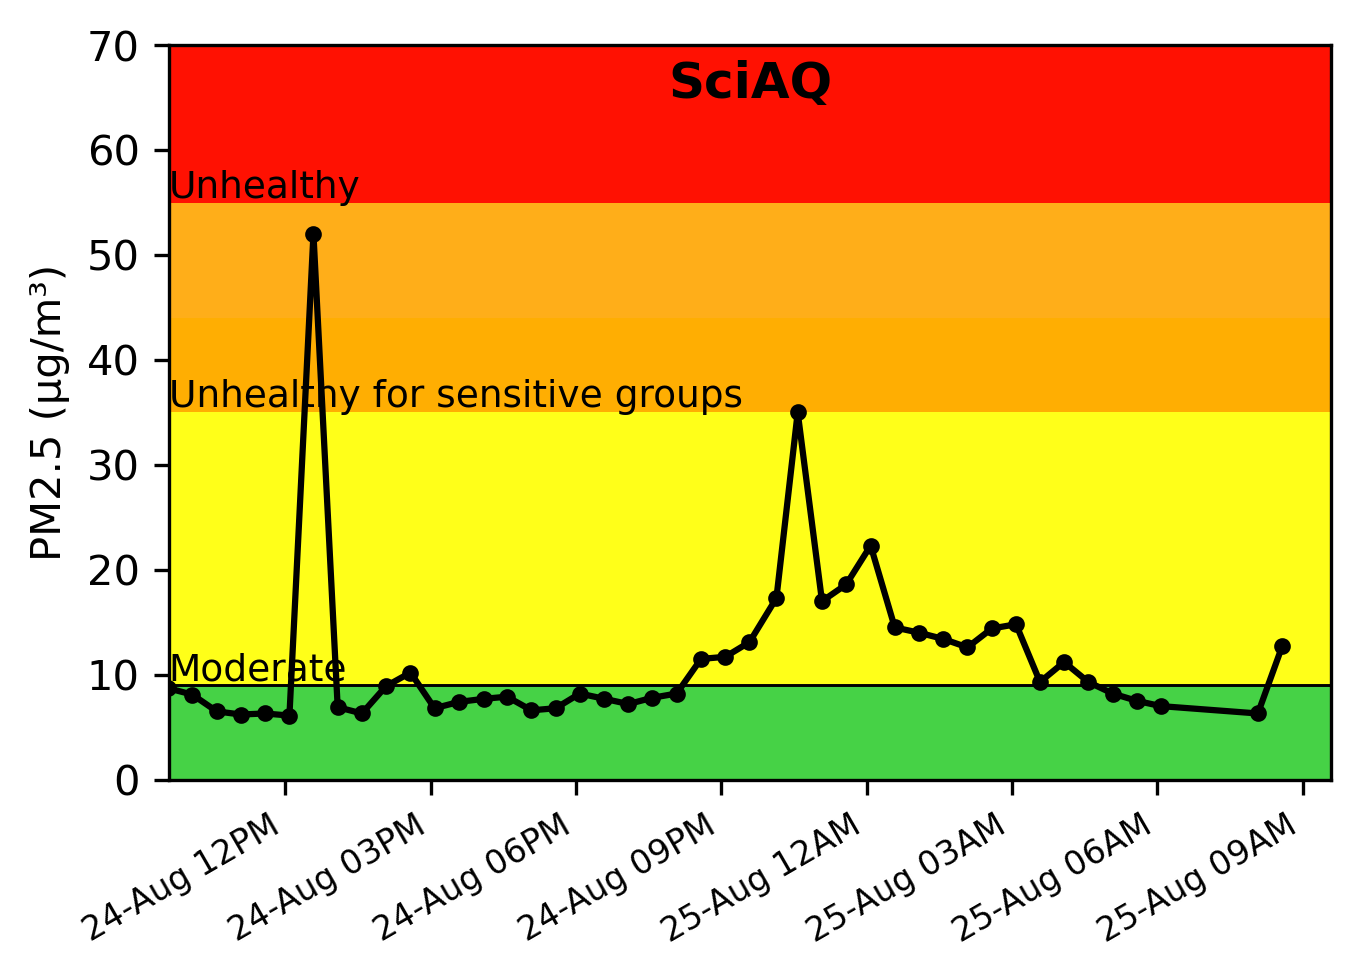 SciAQ
70
60
50
40
30
20
10
0
PM2.5 (µg/m³)
Unhealthy
Unhealthy for sensitive groups
Moderate
24-Aug 12PM
24-Aug 03PM
24-Aug 06PM
24-Aug 09PM
25-Aug 12AM
25-Aug 03AM
25-Aug 06AM
25-Aug 09AM